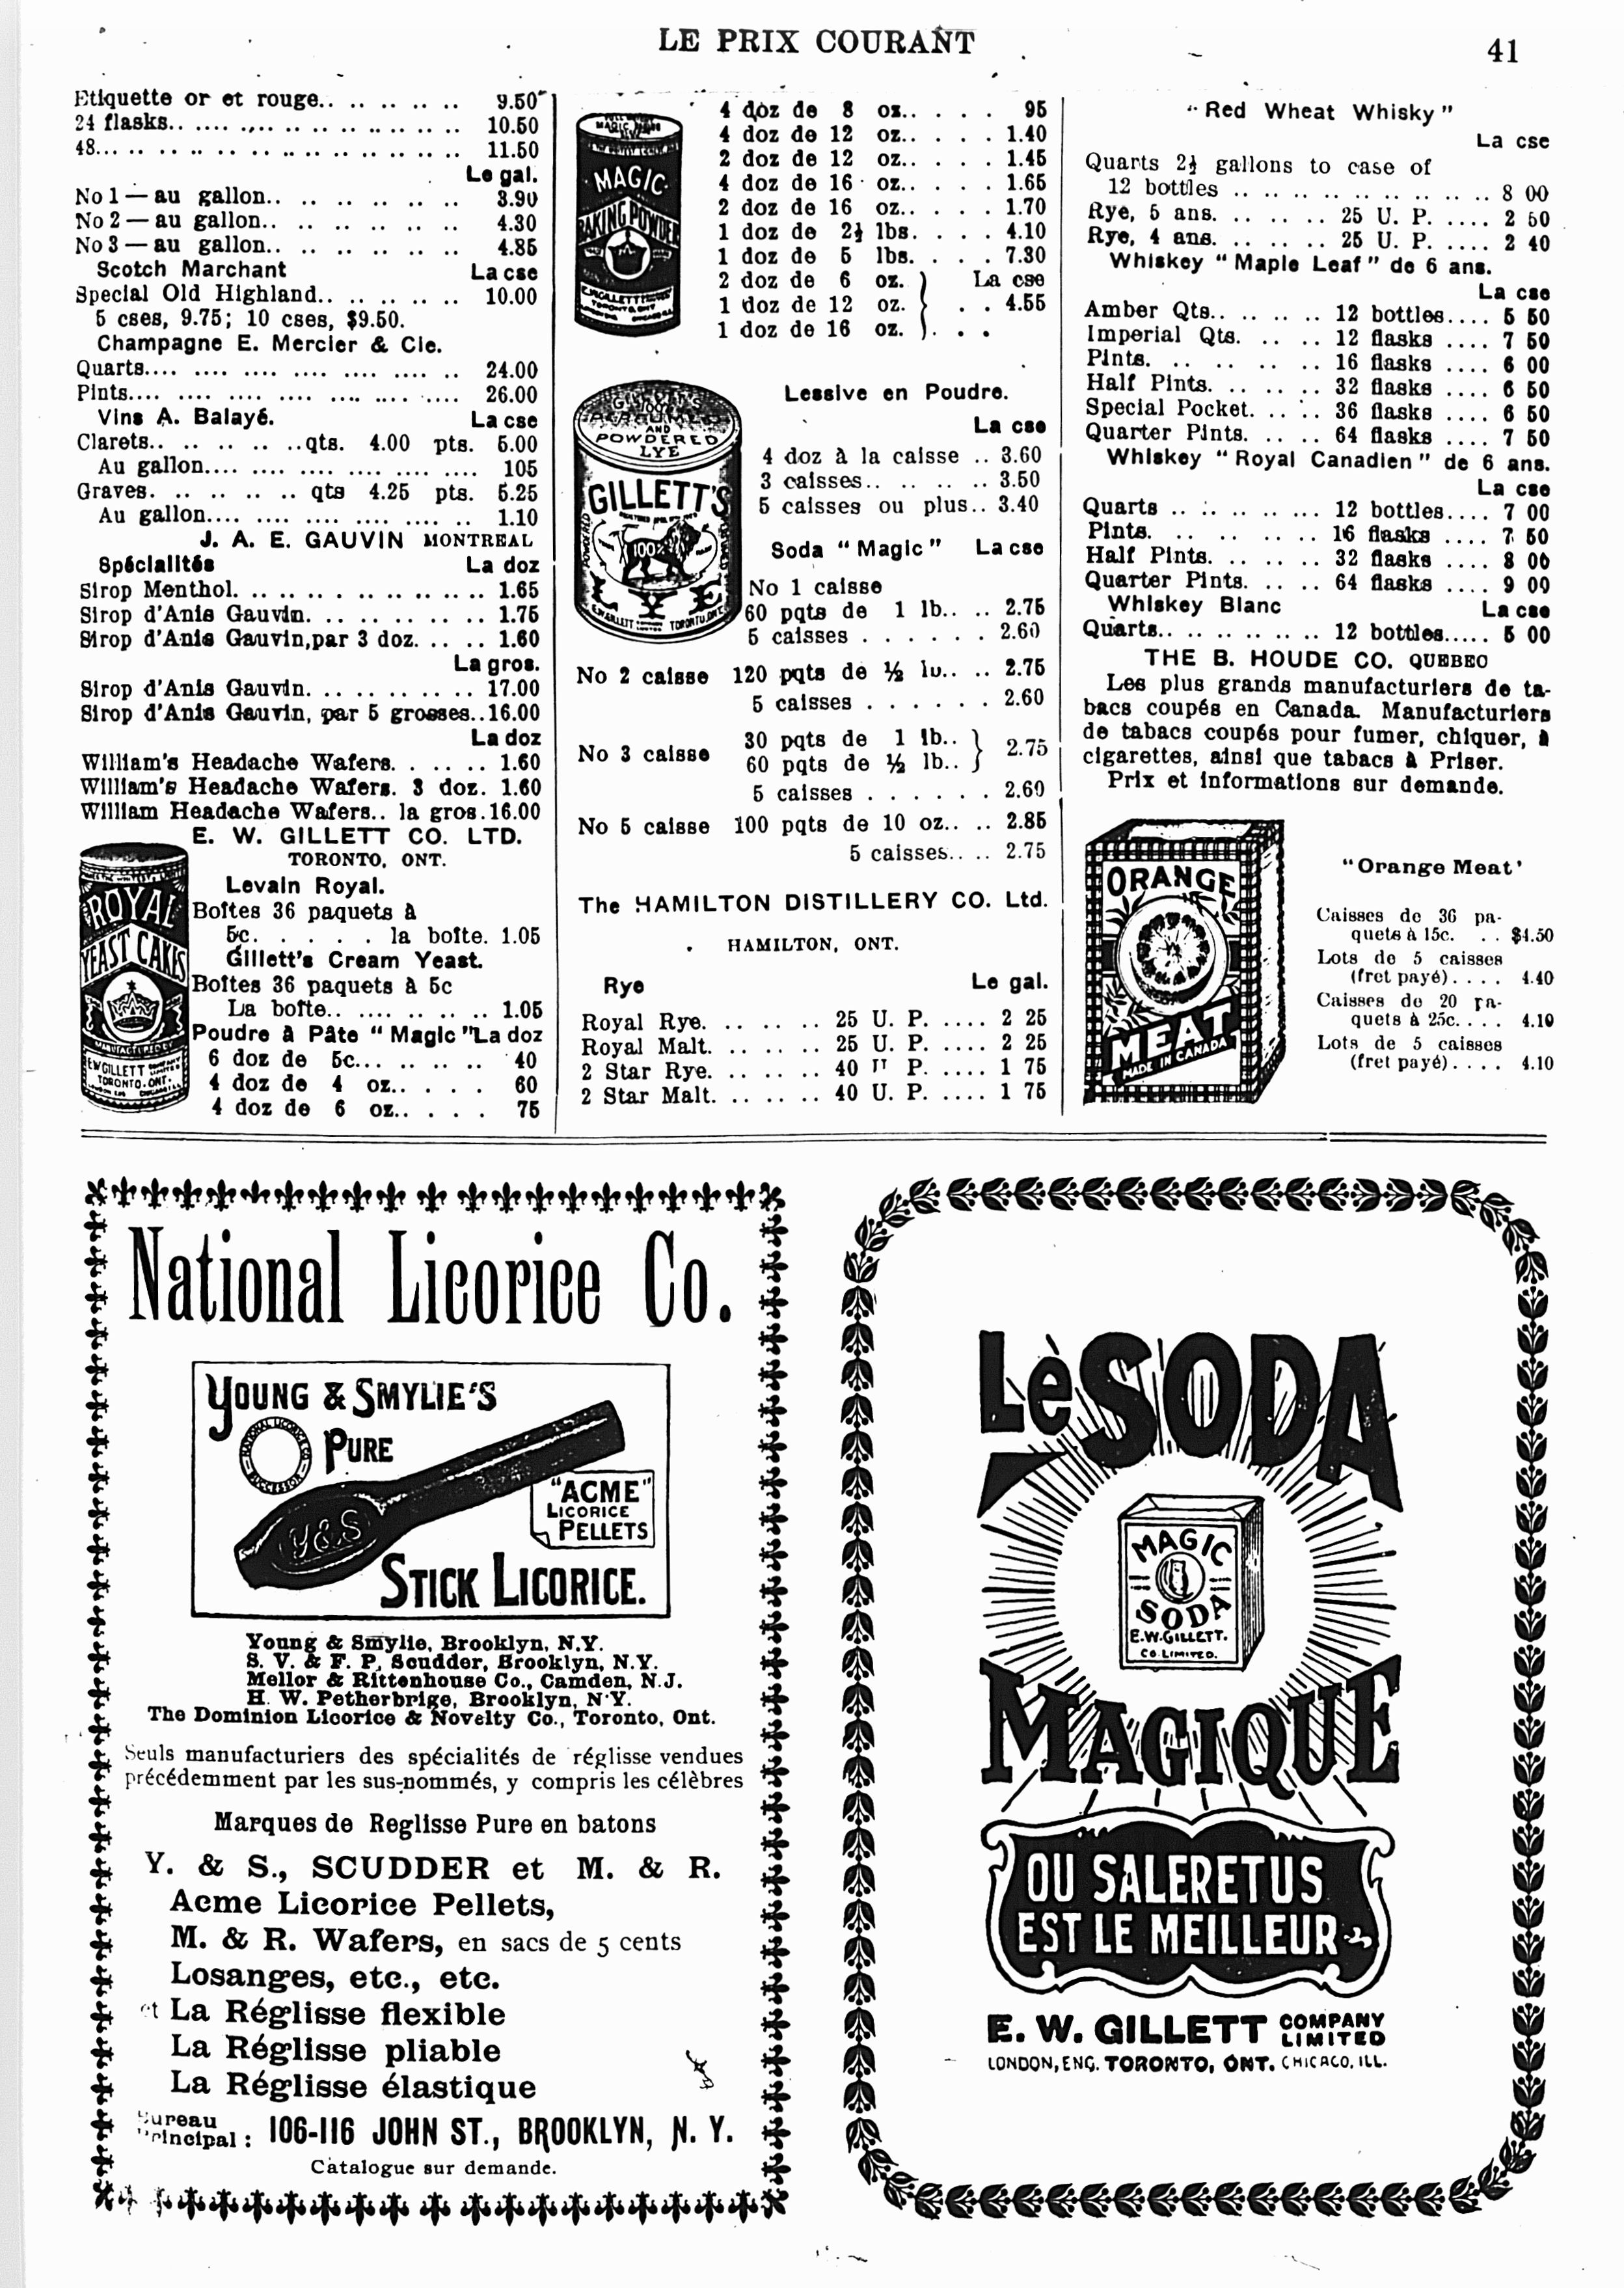 LE PRIX COURANT
41
Etiquette or et rouge.. .. .. .. .. .. 9.50
24 flasks.. .... .. .. .. .. .. .. .. .. 10.50
48... .. .. .. .. .. .. .. .. .. .. .. 11.50
Le gal.
No 1 — au gallon.. .. .. .. .. .. 3.90
No 2 — au gallon.. .. .. .. .. .. 4.30
No 3 — au gallon.. .. .. .. .. .. 4.85
Scotch Marchant La cse
Special Old Highland.. .. .. .. .. 10.00
5 cses, 9.75; 10 cses, $9.50.
Champagne E. Mercier & Cie.
Quarts.... .... .... .... .... .... .. 24.00
Pints.... .... .... .... .... .... .... 26.00
Vins A. Balayé. La cse
Clarets.. .. .. .. ..qts. 4.00 pts. 5.00
Au gallon.... .... .... .... .... .... 105
Graves. .. .. .. .. qts 4.25 pts. 5.25
Au gallon.... .... .... .... .... .. 1.10
J. A. E. GAUVIN MONTREAL
Spécialités La doz
Sirop Menthol. .. .. .. .. .. .. .. .. 1.65
Sirop d'Anis Gauvin. .. .. .. .. .. 1.75
Sirop d'Anis Gauvin,par 3 doz. .. .. 1.60
La gros.
Sirop d'Anis Gauvin. .. .. .. .. .. 17.00
Sirop d'Anis Gauvin, par 5 grosses..16.00
La doz
William's Headache Wafers. .. .. .. 1.60
William's Headache Wafers. 3 doz. 1.60
William Headache Wafers.. la gros.16.00
E. W. GILLETT CO. LTD.
TORONTO, ONT.
ROYAL
YEAST CAKES
MANUFACTURED BY
E.W. GILLETT COMPANY LIMITED
TORONTO. ONT.
Levain Royal.
Boîtes 36 paquets à
5c. . . . . . la boîte. 1.05
Gillett's Cream Yeast.
Boîtes 36 paquets à 5c
La boîte.. .... .. .. .. 1.05
Poudre à Pâte "Magic" La doz
6 doz de 5c... .. .. .. 40
4 doz de 4 oz.. . . . 60
4 doz de 6 oz.. . . . 75
MAGIC
BAKING POWDER
E.W. GILLETT
TORONTO, ONT.
4 doz de 8 oz.. . . . 95
4 doz de 12 oz.. . . . 1.40
2 doz de 12 oz.. . . . 1.45
4 doz de 16 oz.. . . . 1.65
2 doz de 16 oz.. . . . 1.70
1 doz de 2½ lbs. . . . 4.10
1 doz de 5 lbs. . . . 7.30
2 doz de 6 oz. } La cse
1 doz de 12 oz. } . . 4.55
1 doz de 16 oz. } . . .
GILLETT'S
100%
AND
POWDERED
LYE
GILLETT'S
100%
LYE
E.W. GILLETT TORONTO, ONT.
Lessive en Poudre.
La cse
4 doz à la caisse .. 3.60
3 caisses.. .. .. .. 3.50
5 caisses ou plus.. 3.40
Soda "Magic" La cse
No 1 caisse
60 pqts de 1 lb.. .. 2.75
5 caisses . . . . . . 2.60
No 2 caisse 120 pqts de ½ lb.. .. 2.75
5 caisses . . . . . . 2.60
No 3 caisse 30 pqts de 1 lb.. } 2.75
60 pqts de ½ lb.. }
5 caisses . . . . . . 2.60
No 5 caisse 100 pqts de 10 oz.. .. 2.85
5 caisses.. .. 2.75
The HAMILTON DISTILLERY CO. Ltd.
HAMILTON, ONT.
Rye Le gal.
Royal Rye. .. .. .. 25 U. P. .... 2 25
Royal Malt. .. .. .. 25 U. P. .... 2 25
2 Star Rye. .. .. .. 40 U P. .... 1 75
2 Star Malt. .. .. .. 40 U. P. .... 1 75
"Red Wheat Whisky"
La cse
Quarts 2½ gallons to case of
12 bottles .. .. .. .. .. .. .. .. .. 8 00
Rye, 5 ans. .. .. .. 25 U. P. .... 2 50
Rye, 4 ans. .. .. .. 25 U. P. .... 2 40
Whiskey "Maple Leaf" de 6 ans.
La cse
Amber Qts.. .. .. .. 12 bottles.... 5 50
Imperial Qts. .. .. .. 12 flasks .... 7 50
Pints. .. .. .. .. .. 16 flasks .... 6 00
Half Pints. .. .. .. 32 flasks .... 6 50
Special Pocket. .. .. 36 flasks .... 6 50
Quarter Pints. .. .. 64 flasks .... 7 50
Whiskey "Royal Canadien" de 6 ans.
La cse
Quarts .. .. .. .. ... 12 bottles.... 7 00
Pints. .. .. .. .. .. 16 flasks .... 7 50
Half Pints. .. .. .. 32 flasks .... 8 00
Quarter Pints. .. .. 64 flasks .... 9 00
Whiskey Blanc La cse
Quarts.. .. .. .. .. .. 12 bottles..... 5 00
THE B. HOUDE CO. QUEBEC
Les plus grands manufacturiers de ta-
bacs coupés en Canada. Manufacturiers
de tabacs coupés pour fumer, chiquer, à
cigarettes, ainsi que tabacs à Priser.
Prix et informations sur demande.
ORANGE
MEAT
MADE IN CANADA
"Orange Meat'
Caisses de 36 pa-
quets à 15c. . . $4.50
Lots de 5 caisses
(fret payé). . . . 4.40
Caisses de 20 pa-
quets à 25c. . . . 4.10
Lots de 5 caisses
(fret payé). . . . 4.10
National Licorice Co.
YOUNG & SMYLIE'S
PURE
NATIONAL LICORICE CO
SUCCESSOR
Y&S
"ACME"
LICORICE
PELLETS
STICK LICORICE.
Young & Smylie, Brooklyn, N.Y.
S. V. & F. P. Scudder, Brooklyn, N.Y.
Mellor & Rittenhouse Co., Camden, N.J.
H. W. Petherbrige, Brooklyn, N.Y.
The Dominion Licorice & Novelty Co., Toronto, Ont.
Seuls manufacturiers des spécialités de réglisse vendues
précédemment par les sus-nommés, y compris les célèbres
Marques de Reglisse Pure en batons
Y. & S., SCUDDER et M. & R.
Acme Licorice Pellets,
M. & R. Wafers, en sacs de 5 cents
Losanges, etc., etc.
et La Réglisse flexible
La Réglisse pliable
La Réglisse élastique
Bureau
Principal : 106-116 JOHN ST., BROOKLYN, N. Y.
Catalogue sur demande.
Le SODA
MAGIC
SODA
E.W. GILLETT.
CO. LIMITED.
MAGIQUE
OU SALERETUS
EST LE MEILLEUR
E. W. GILLETT COMPANY LIMITED
LONDON, ENG. TORONTO, ONT. CHICAGO, ILL.